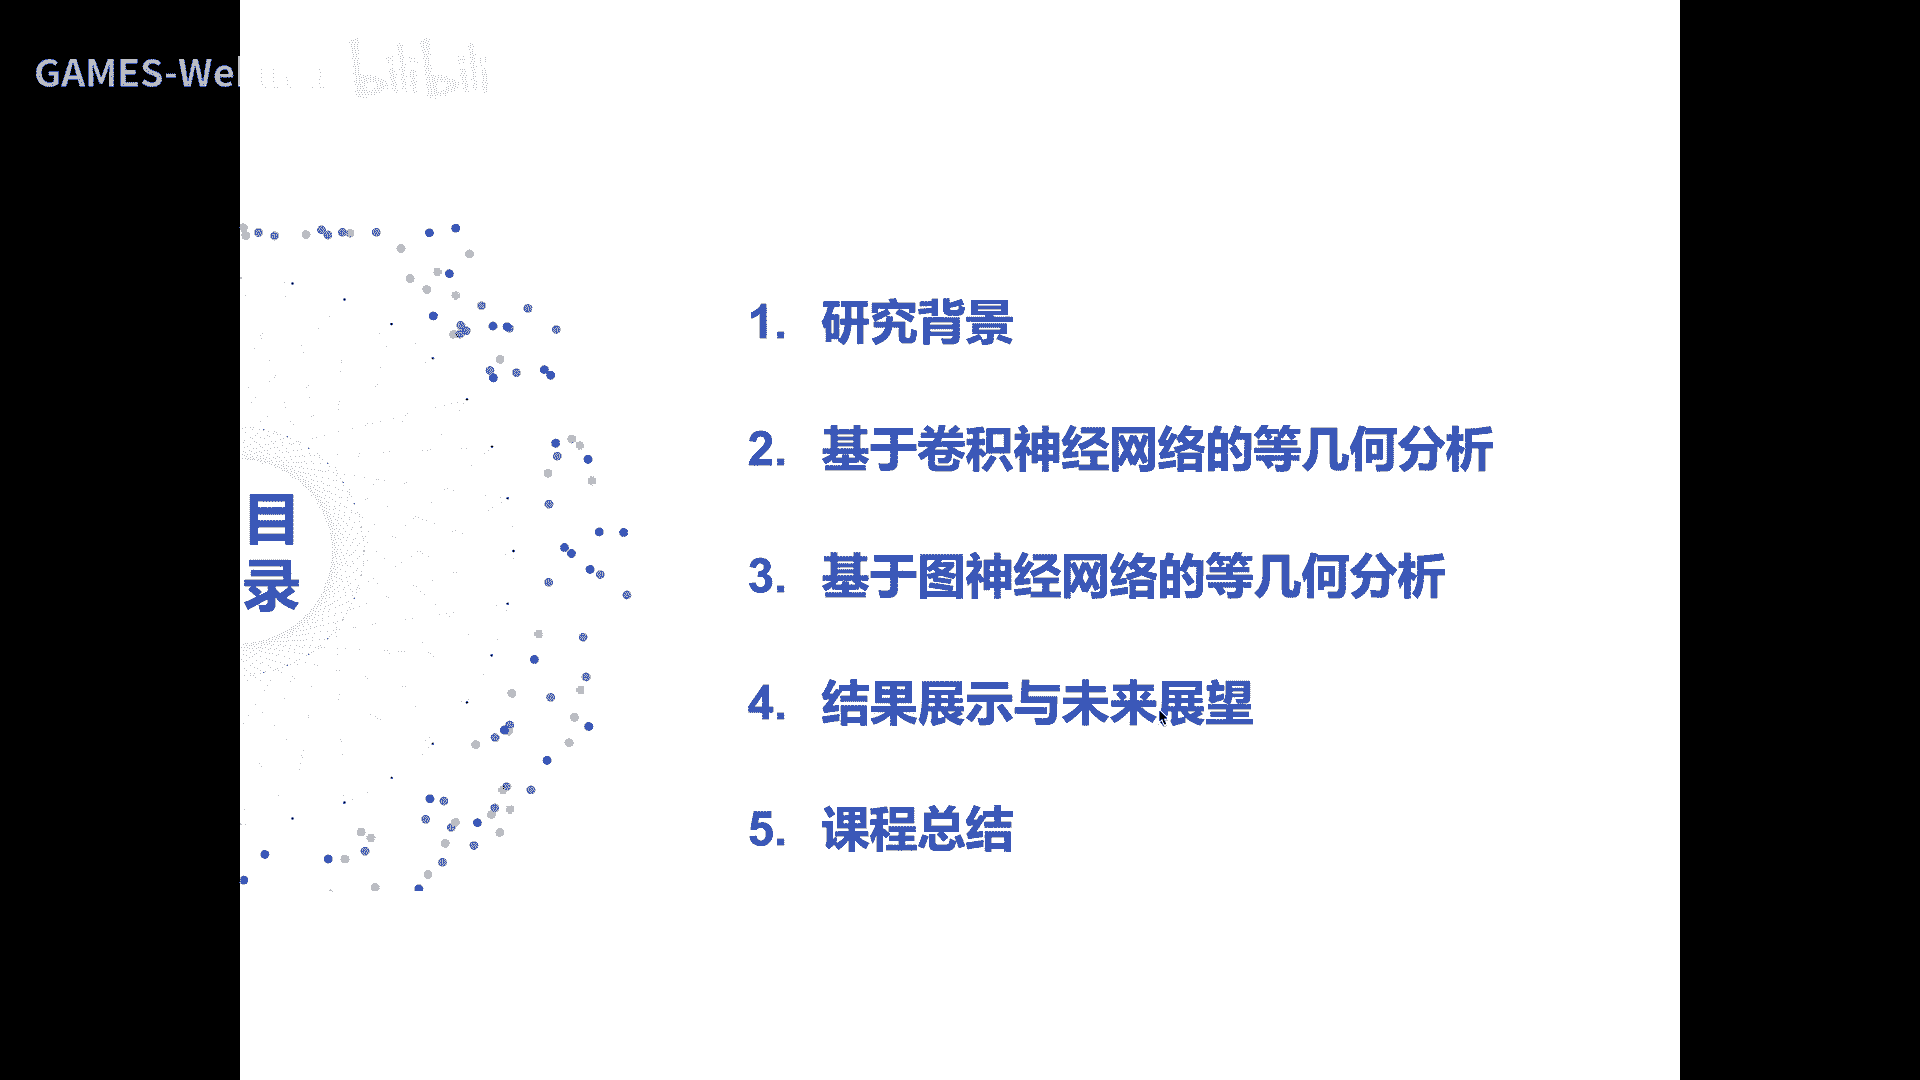 GAMES-We
bilibili
目
录
1. 研究背景
2. 基于卷积神经网络的等几何分析
3. 基于图神经网络的等几何分析
4. 结果展示与未来展望
5. 课程总结